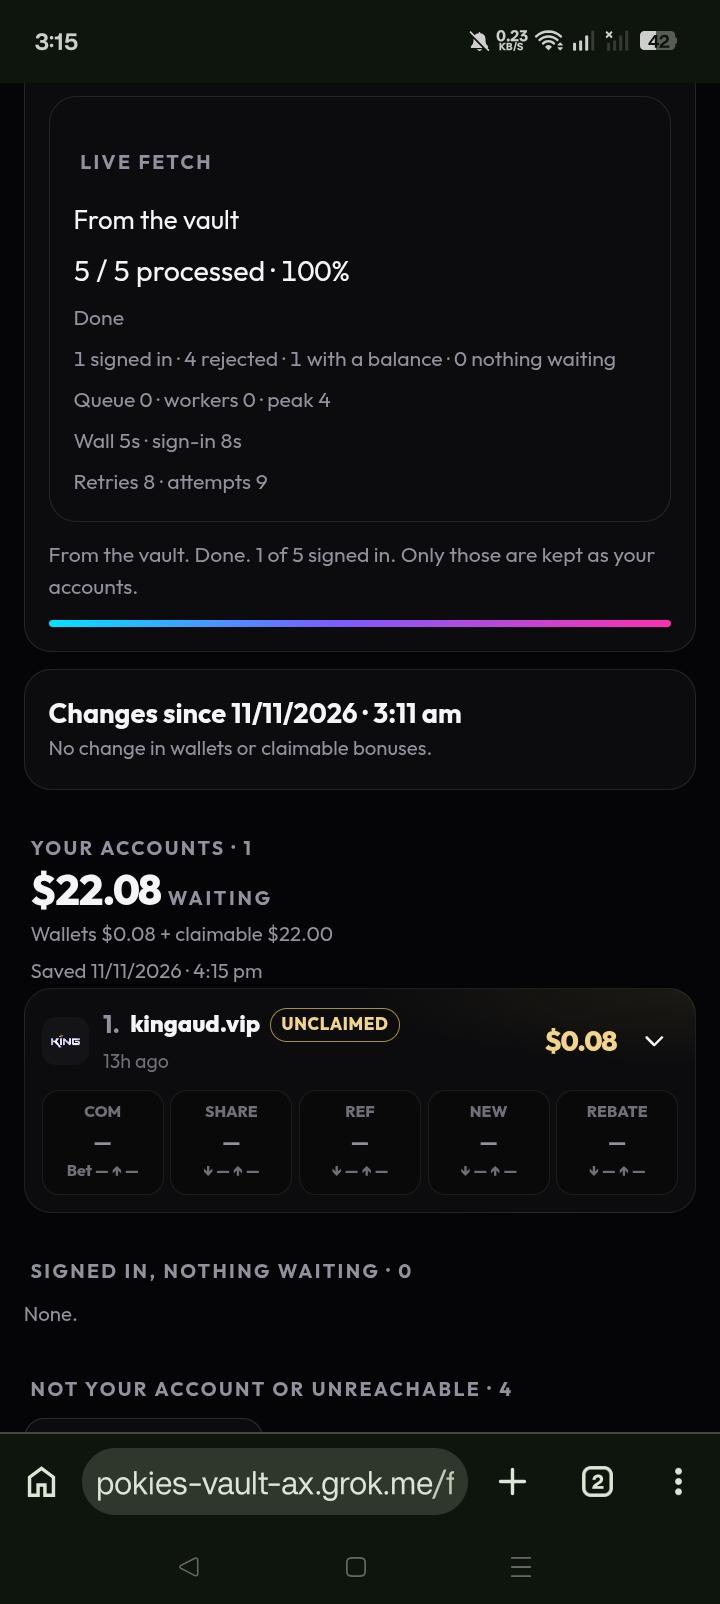 3:15
0.23
KB/S
42
LIVE FETCH
From the vault
5 / 5 processed · 100%
Done
1 signed in · 4 rejected · 1 with a balance · 0 nothing waiting
Queue 0 · workers 0 · peak 4
Wall 5s · sign-in 8s
Retries 8 · attempts 9
From the vault. Done. 1 of 5 signed in. Only those are kept as your
accounts.
Changes since 11/11/2026 · 3:11 am
No change in wallets or claimable bonuses.
YOUR ACCOUNTS · 1
$22.08 WAITING
Wallets $0.08 + claimable $22.00
Saved 11/11/2026 · 4:15 pm
KING
1. kingaud.vip UNCLAIMED
$0.08
13h ago
COM SHARE REF NEW REBATE
— — — — —
Bet — ↑ — ↓ — ↑ — ↓ — ↑ — ↓ — ↑ — ↓ — ↑ —
SIGNED IN, NOTHING WAITING · 0
None.
NOT YOUR ACCOUNT OR UNREACHABLE · 4
pokies-vault-ax.grok.me/f
2